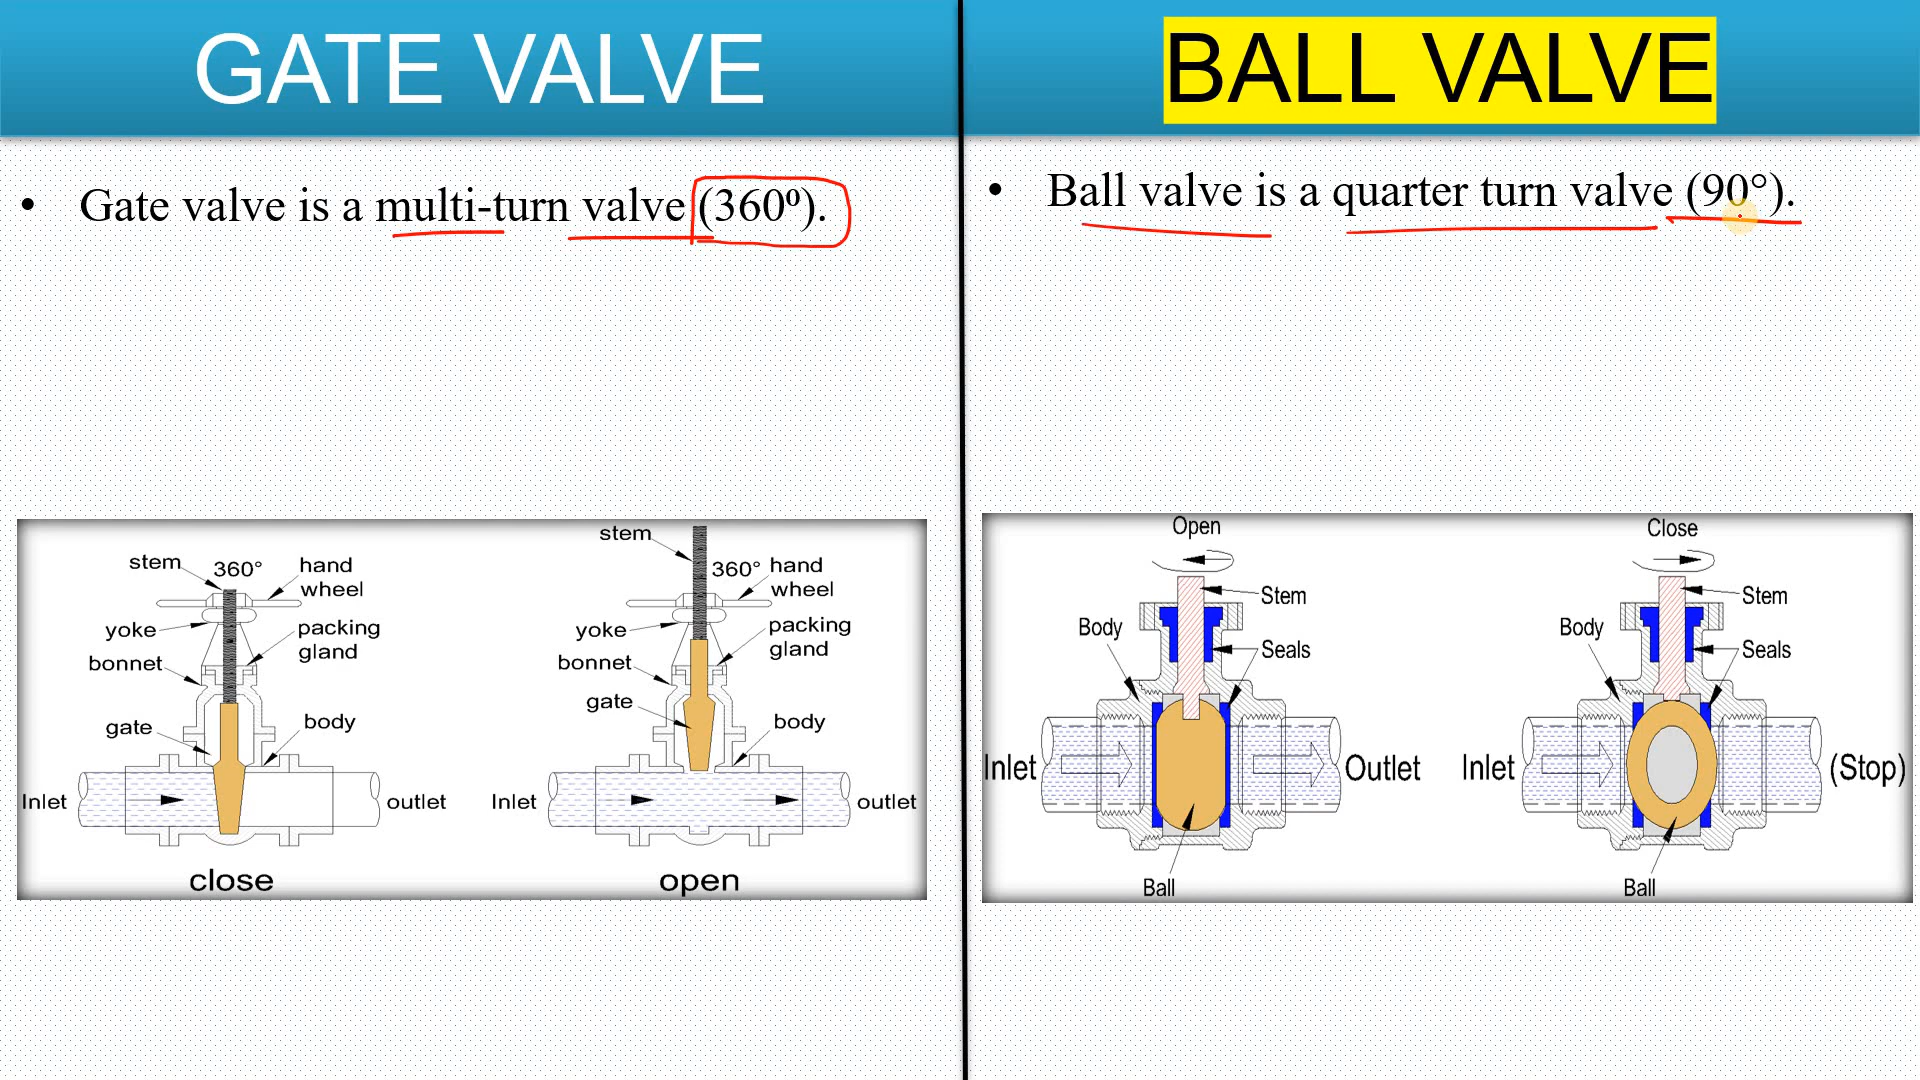 GATE VALVE
• Gate valve is a multi-turn valve (360º).
stem
360°
hand
wheel
yoke
packing
gland
bonnet
gate
body
Inlet
outlet
close
stem
360°
hand
wheel
yoke
packing
gland
bonnet
gate
body
Inlet
outlet
open
BALL VALVE
• Ball valve is a quarter turn valve (90°).
Open
Stem
Body
Seals
Inlet
Outlet
Ball
Close
Stem
Body
Seals
Inlet
(Stop)
Ball